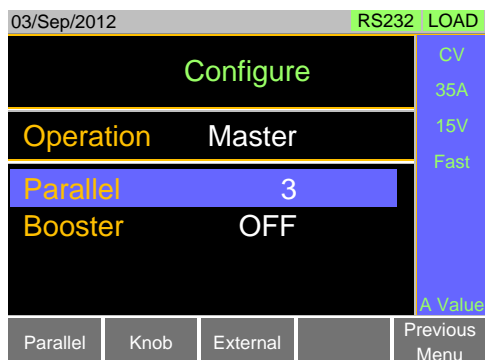 03/Sep/2012 RS232 LOAD
Configure
CV
35A
15V
Fast
Operation Master
Parallel 3
Booster OFF
A Value
Parallel Knob External Previous
Menu